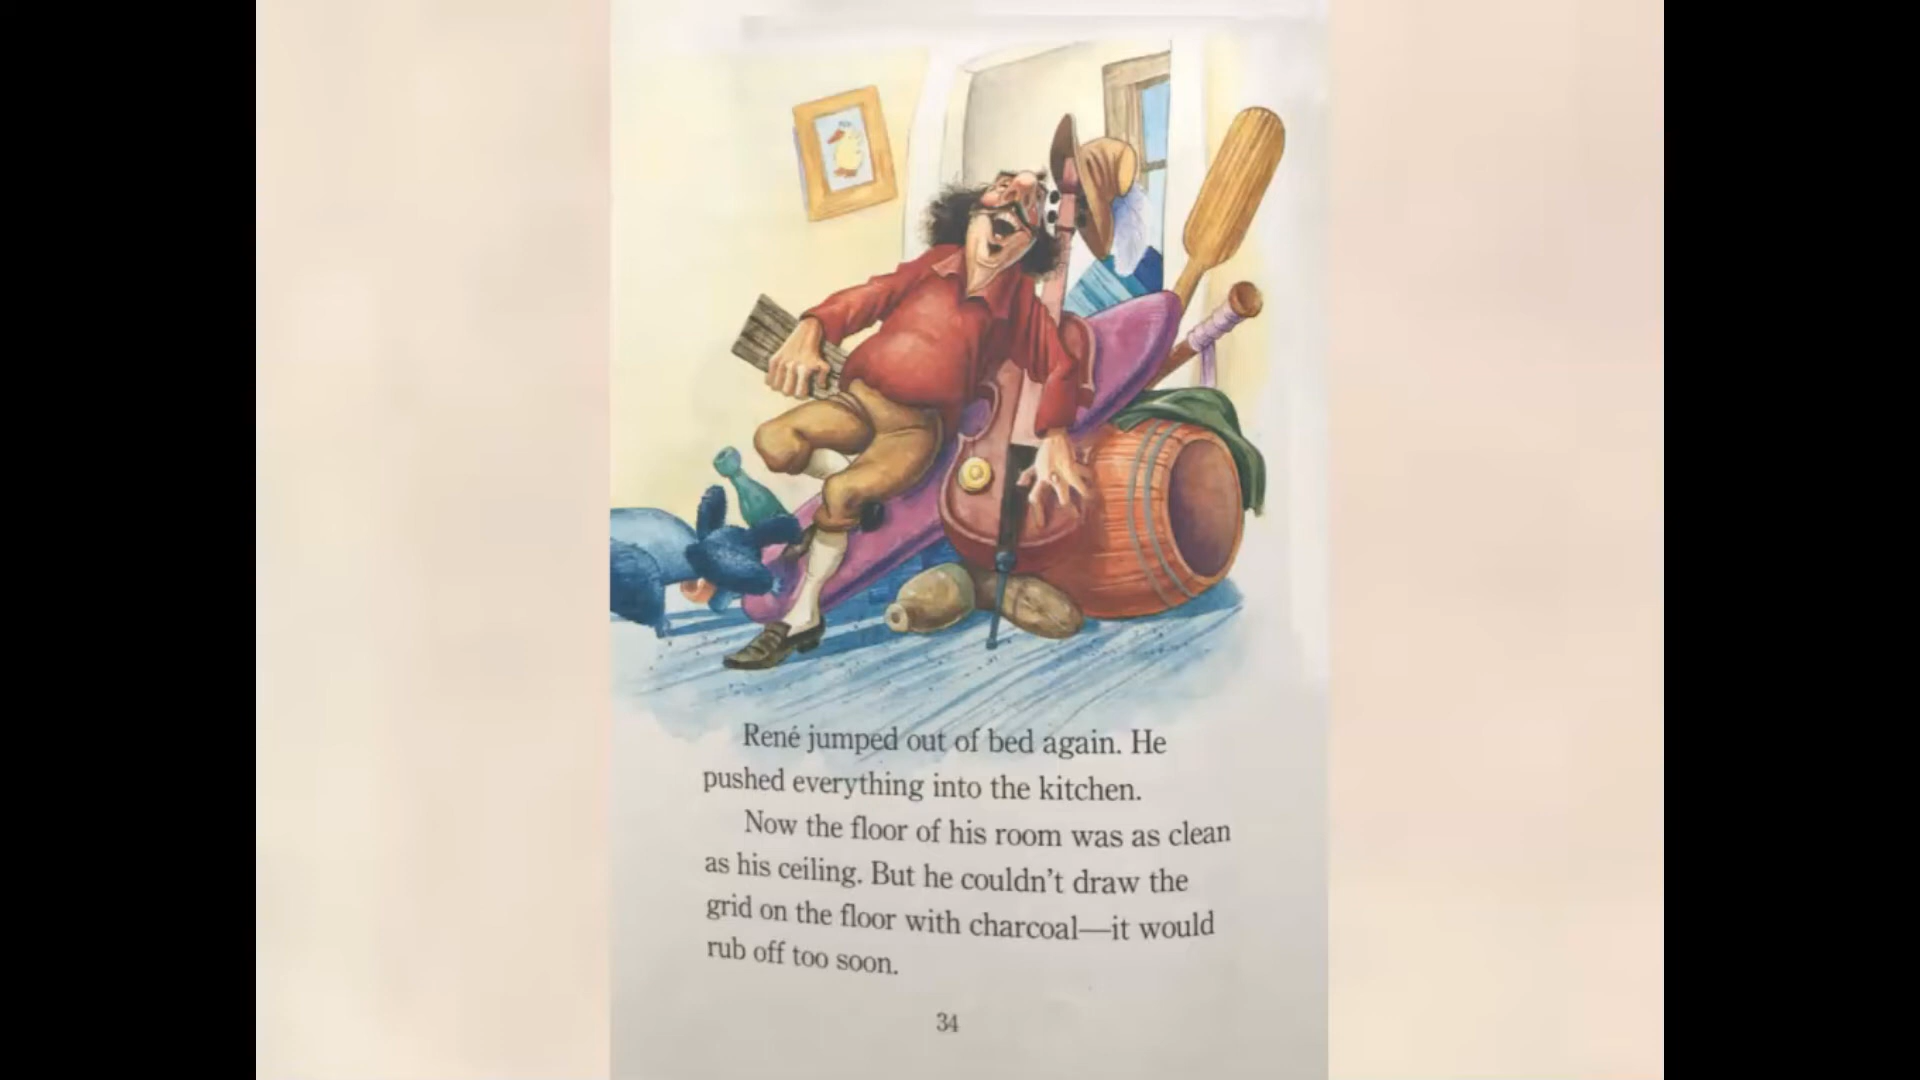 René jumped out of bed again. He
pushed everything into the kitchen.
Now the floor of his room was as clean
as his ceiling. But he couldn't draw the
grid on the floor with charcoal—it would
rub off too soon.
34